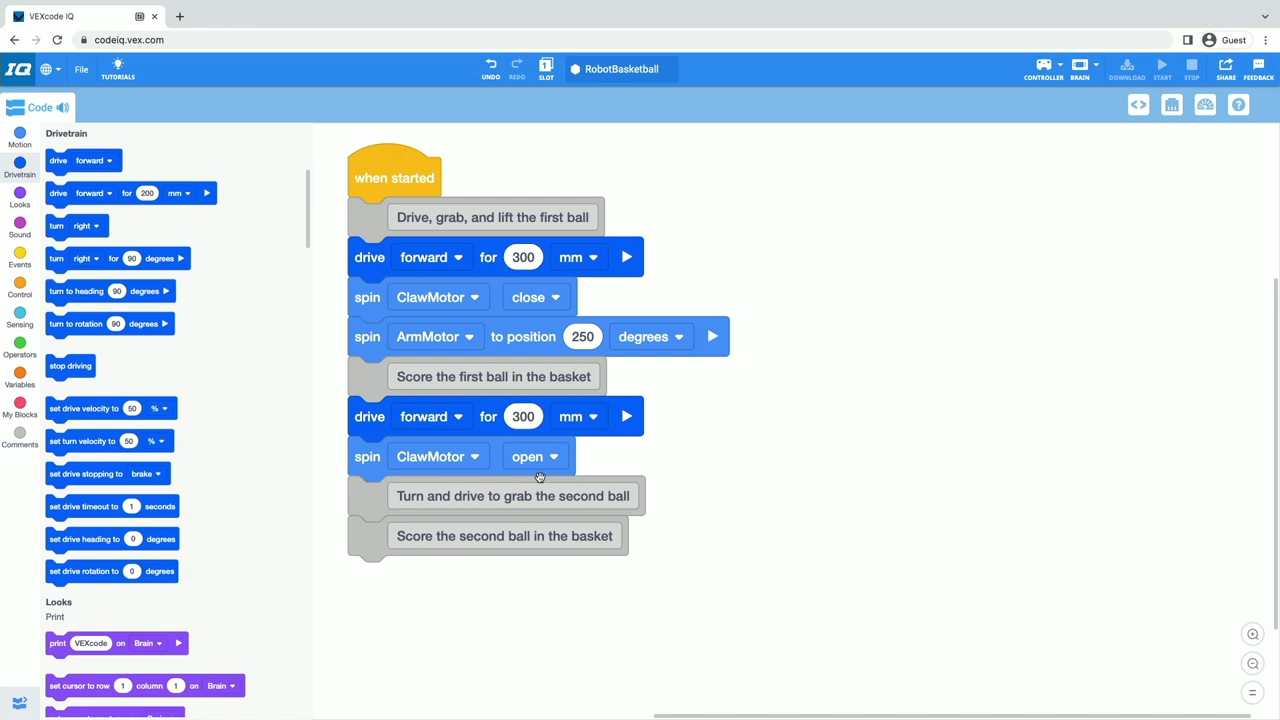 VEXcode IQ
codeiq.vex.com
Guest
IQ
File
TUTORIALS
UNDO
REDO
1
SLOT
RobotBasketball
CONTROLLER
BRAIN
DOWNLOAD
START
STOP
SHARE
FEEDBACK
Code
Motion
Drivetrain
Looks
Sound
Events
Control
Sensing
Operators
Variables
My Blocks
Comments
Drivetrain
drive forward
drive forward for 200 mm
turn right
turn right for 90 degrees
turn to heading 90 degrees
turn to rotation 90 degrees
stop driving
set drive velocity to 50 %
set turn velocity to 50 %
set drive stopping to brake
set drive timeout to 1 seconds
set drive heading to 0 degrees
set drive rotation to 0 degrees
Looks
Print
print VEXcode on Brain
set cursor to row 1 column 1 on Brain
when started
Drive, grab, and lift the first ball
drive forward for 300 mm
spin ClawMotor close
spin ArmMotor to position 250 degrees
Score the first ball in the basket
drive forward for 300 mm
spin ClawMotor open
Turn and drive to grab the second ball
Score the second ball in the basket